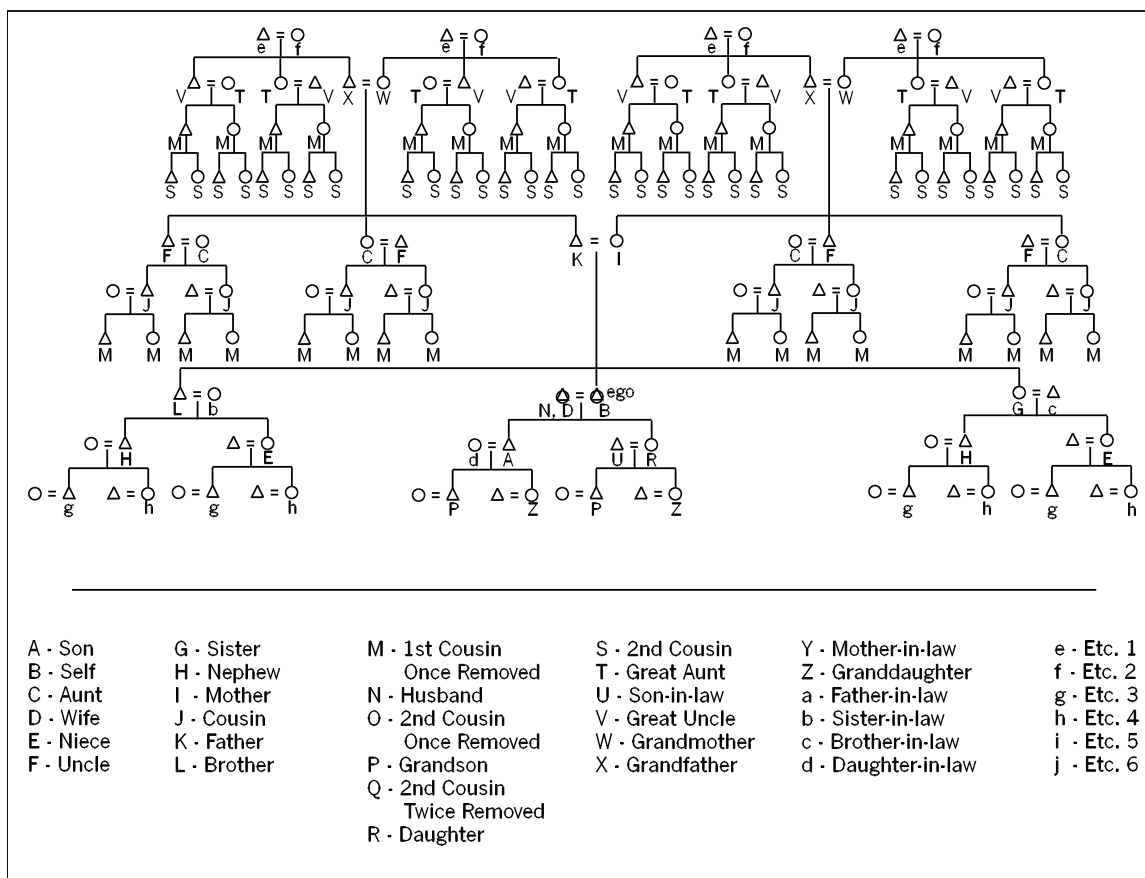 e f e f e f e f
V T T V X W T V V T V T T V X W T V V T
M M M M M M M M M M M M M M M M
S S S S S S S S S S S S S S S S S S S S S S S S S S S S S S S S
F C C F K I C F F C
J J J J J J J J
M M M M M M M M M M M M M M M M
ego
L b N, D B G c
H E d A U R H E
g h g h P Z P Z g h g h
A - Son
B - Self
C - Aunt
D - Wife
E - Niece
F - Uncle
G - Sister
H - Nephew
I - Mother
J - Cousin
K - Father
L - Brother
M - 1st Cousin
Once Removed
N - Husband
O - 2nd Cousin
Once Removed
P - Grandson
Q - 2nd Cousin
Twice Removed
R - Daughter
S - 2nd Cousin
T - Great Aunt
U - Son-in-law
V - Great Uncle
W - Grandmother
X - Grandfather
Y - Mother-in-law
Z - Granddaughter
a - Father-in-law
b - Sister-in-law
c - Brother-in-law
d - Daughter-in-law
e - Etc. 1
f - Etc. 2
g - Etc. 3
h - Etc. 4
i - Etc. 5
j - Etc. 6